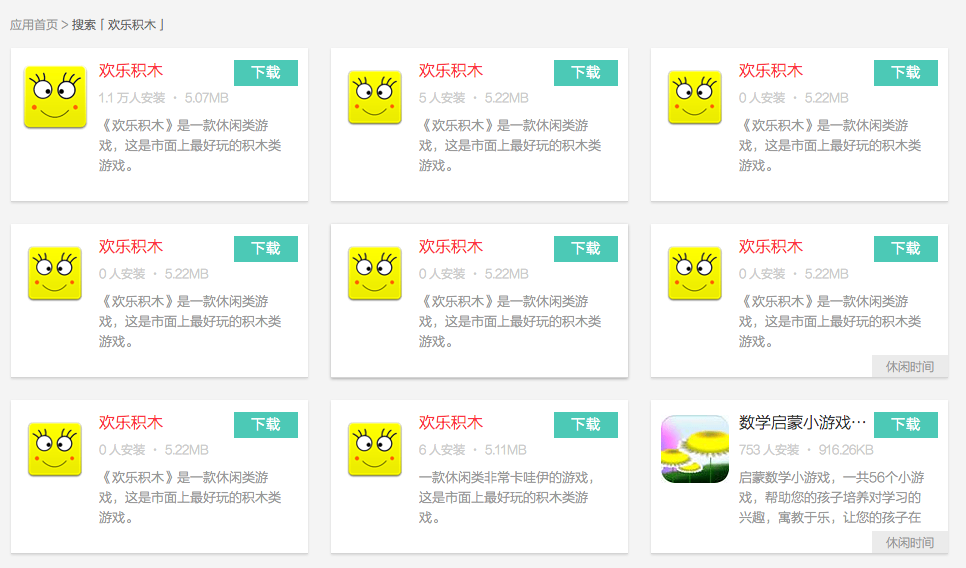 应用首页 > 搜索「 欢乐积木 」
欢乐积木
下载
1.1 万人安装 · 5.07MB
《欢乐积木》是一款休闲类游
戏，这是市面上最好玩的积木类
游戏。
欢乐积木
下载
5 人安装 · 5.22MB
《欢乐积木》是一款休闲类游
戏，这是市面上最好玩的积木类
游戏。
欢乐积木
下载
0 人安装 · 5.22MB
《欢乐积木》是一款休闲类游
戏，这是市面上最好玩的积木类
游戏。
欢乐积木
下载
0 人安装 · 5.22MB
《欢乐积木》是一款休闲类游
戏，这是市面上最好玩的积木类
游戏。
欢乐积木
下载
0 人安装 · 5.22MB
《欢乐积木》是一款休闲类游
戏，这是市面上最好玩的积木类
游戏。
欢乐积木
下载
0 人安装 · 5.22MB
《欢乐积木》是一款休闲类游
戏，这是市面上最好玩的积木类
游戏。
休闲时间
欢乐积木
下载
0 人安装 · 5.22MB
《欢乐积木》是一款休闲类游
戏，这是市面上最好玩的积木类
游戏。
欢乐积木
下载
6 人安装 · 5.11MB
一款休闲类非常卡哇伊的游戏，
这是市面上最好玩的积木类游
戏。
数学启蒙小游戏…
下载
753 人安装 · 916.26KB
启蒙数学小游戏，一共56个小游
戏，帮助您的孩子培养对学习的
兴趣，寓教于乐，让您的孩子在
休闲时间